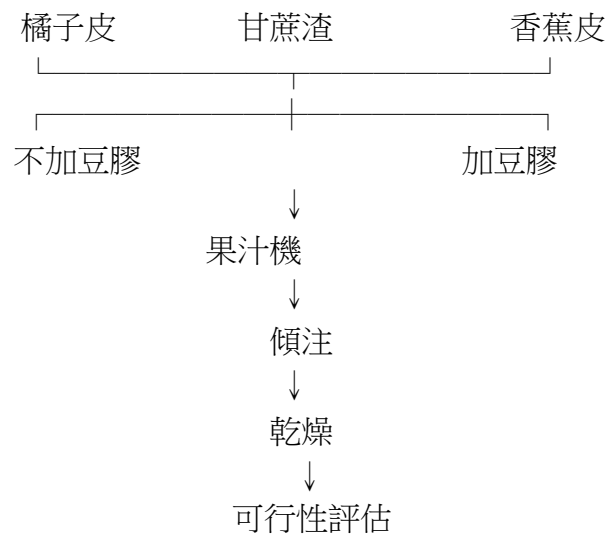 橘子皮 甘蔗渣 香蕉皮
不加豆膠 加豆膠
果汁機
傾注
乾燥
可行性評估